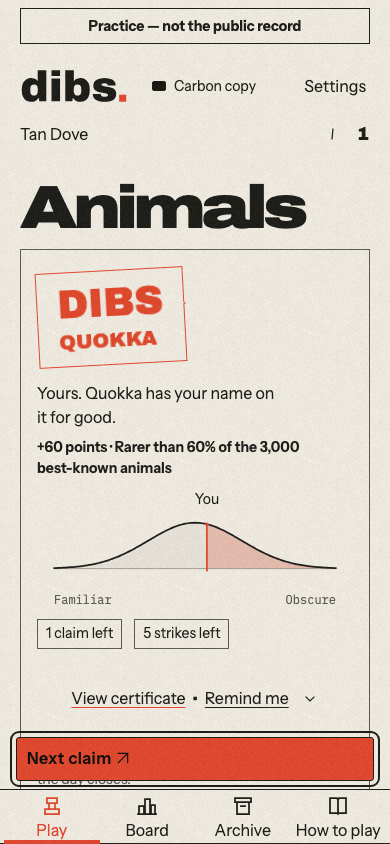 Practice — not the public record
dibs.
Carbon copy
Settings
Tan Dove
1
Animals
DIBS
QUOKKA
Yours. Quokka has your name on
it for good.
+60 points · Rarer than 60% of the 3,000
best-known animals
You
Familiar
Obscure
1 claim left
5 strikes left
View certificate ▪ Remind me
Next claim ↗
the day closes.
Play
Board
Archive
How to play